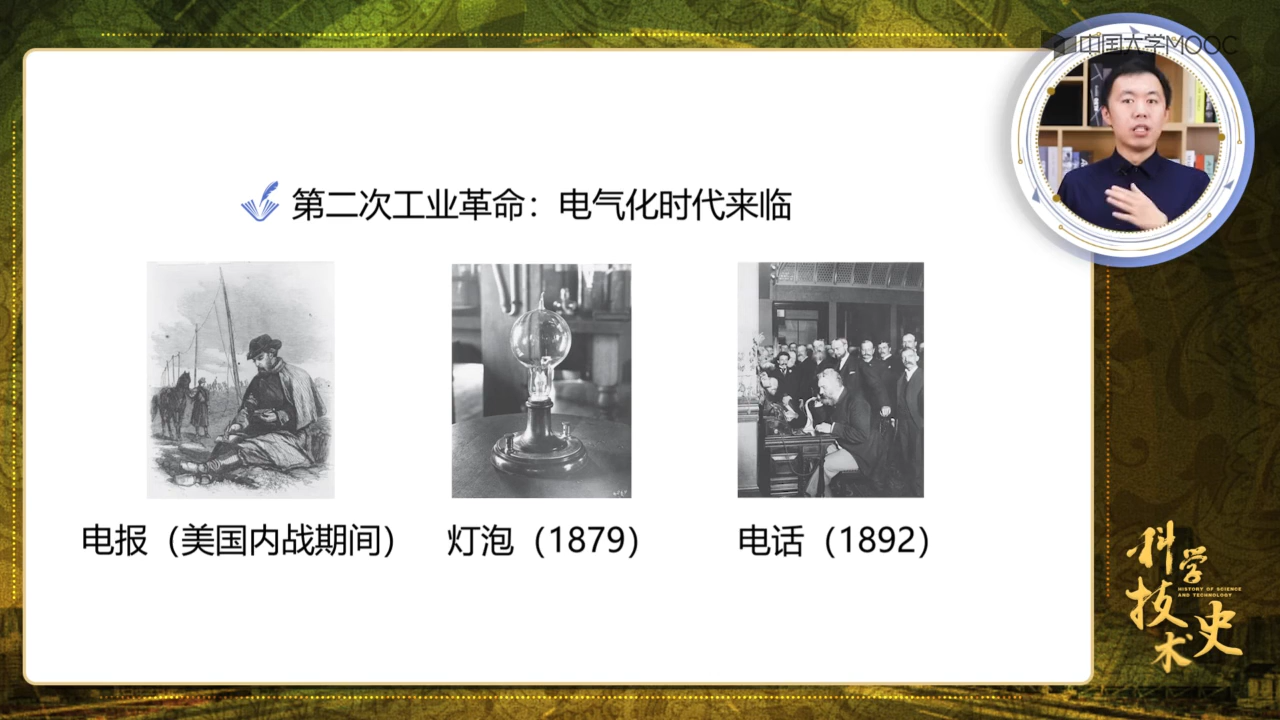 中国大学MOOC
第二次工业革命：电气化时代来临
电报（美国内战期间）
灯泡（1879）
电话（1892）
科学
技术史
HISTORY OF SCIENCE
AND TECHNOLOGY